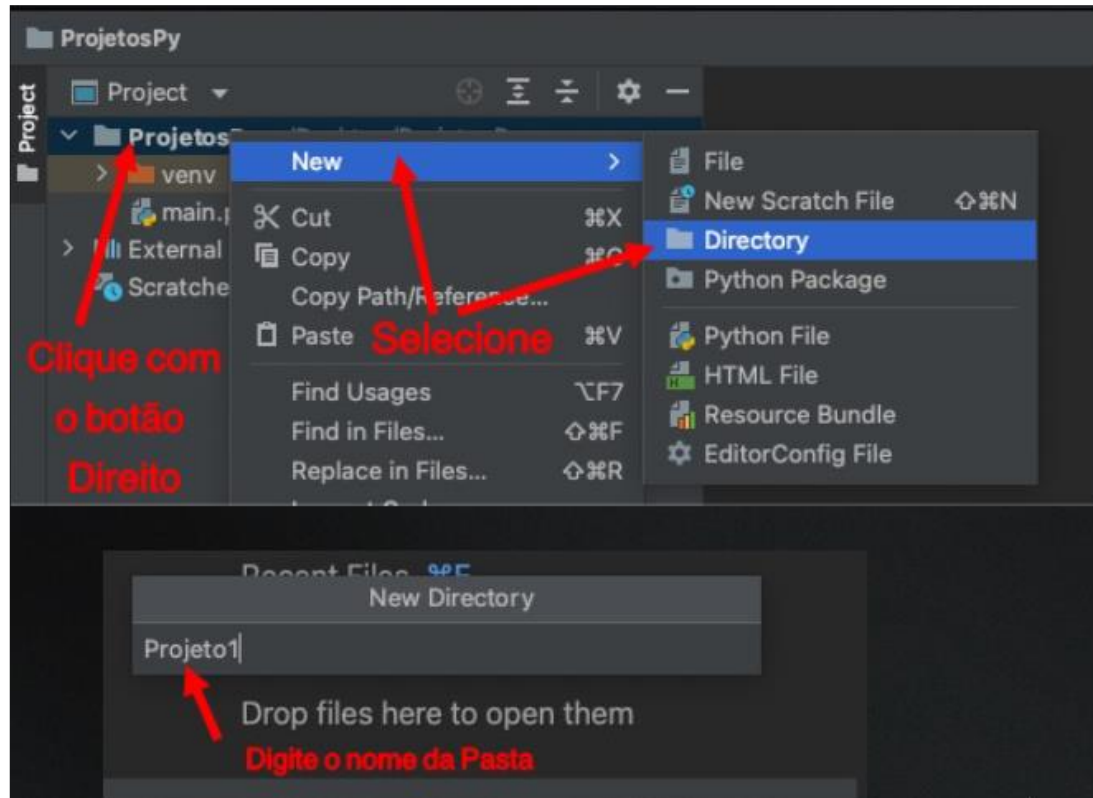 ProjetosPy
Project
Project
Projetos
venv
main.
External
Scratche
New
Cut ⌘X
Copy
Copy Path/Reference...
Paste ⌘V
Find Usages ⌥F7
Find in Files... ⇧⌘F
Replace in Files... ⇧⌘R
File
New Scratch File ⇧⌘N
Directory
Python Package
Python File
HTML File
Resource Bundle
EditorConfig File
Selecione
Clique com
o botão
Direito
Recent Files
New Directory
Projeto1
Drop files here to open them
Digite o nome da Pasta